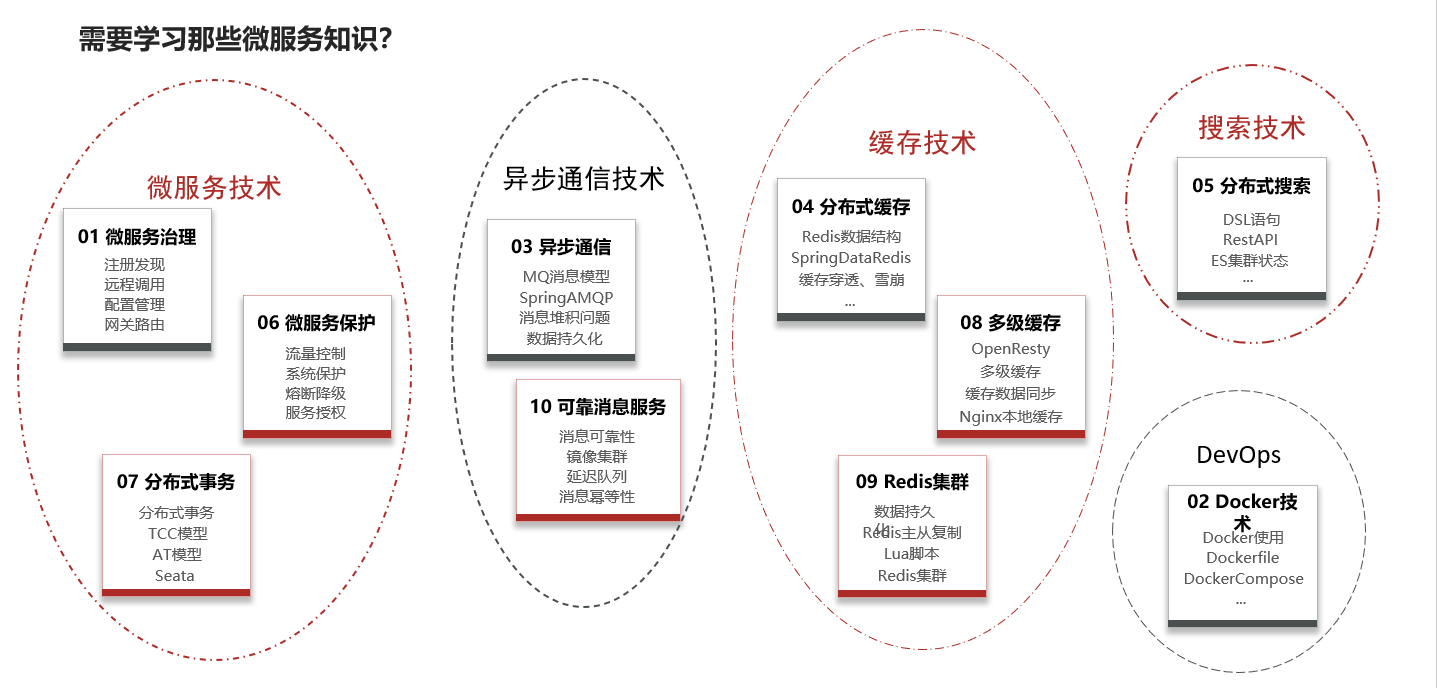 需要学习那些微服务知识?
微服务技术
01 微服务治理
注册发现
远程调用
配置管理
网关路由
06 微服务保护
流量控制
系统保护
熔断降级
服务授权
07 分布式事务
分布式事务
TCC模型
AT模型
Seata
异步通信技术
03 异步通信
MQ消息模型
SpringAMQP
消息堆积问题
数据持久化
10 可靠消息服务
消息可靠性
镜像集群
延迟队列
消息幂等性
缓存技术
04 分布式缓存
Redis数据结构
SpringDataRedis
缓存穿透、雪崩
...
08 多级缓存
OpenResty
多级缓存
缓存数据同步
Nginx本地缓存
09 Redis集群
数据持久
化
Redis主从复制
Lua脚本
Redis集群
搜索技术
05 分布式搜索
DSL语句
RestAPI
ES集群状态
...
DevOps
02 Docker技
术
Docker使用
Dockerfile
DockerCompose
...